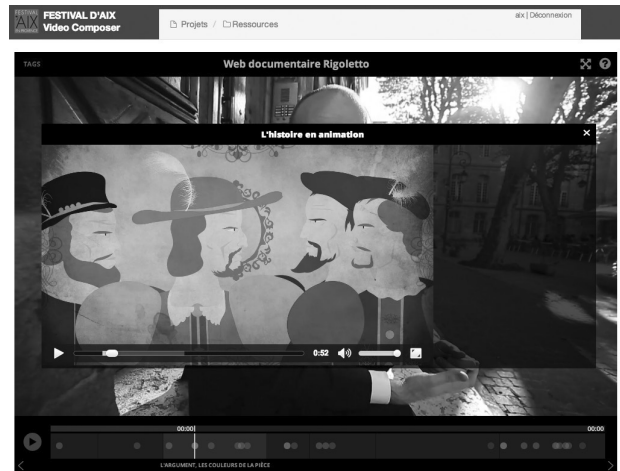 FESTIVAL
AIX
FESTIVAL D'AIX
Video Composer
Projets / Ressources
aix | Déconnexion
TAGS
Web documentaire Rigoletto
?
L'histoire en animation
×
0:52
00:00
00:00
L'ARGUMENT, LES COULEURS DE LA PIÈCE